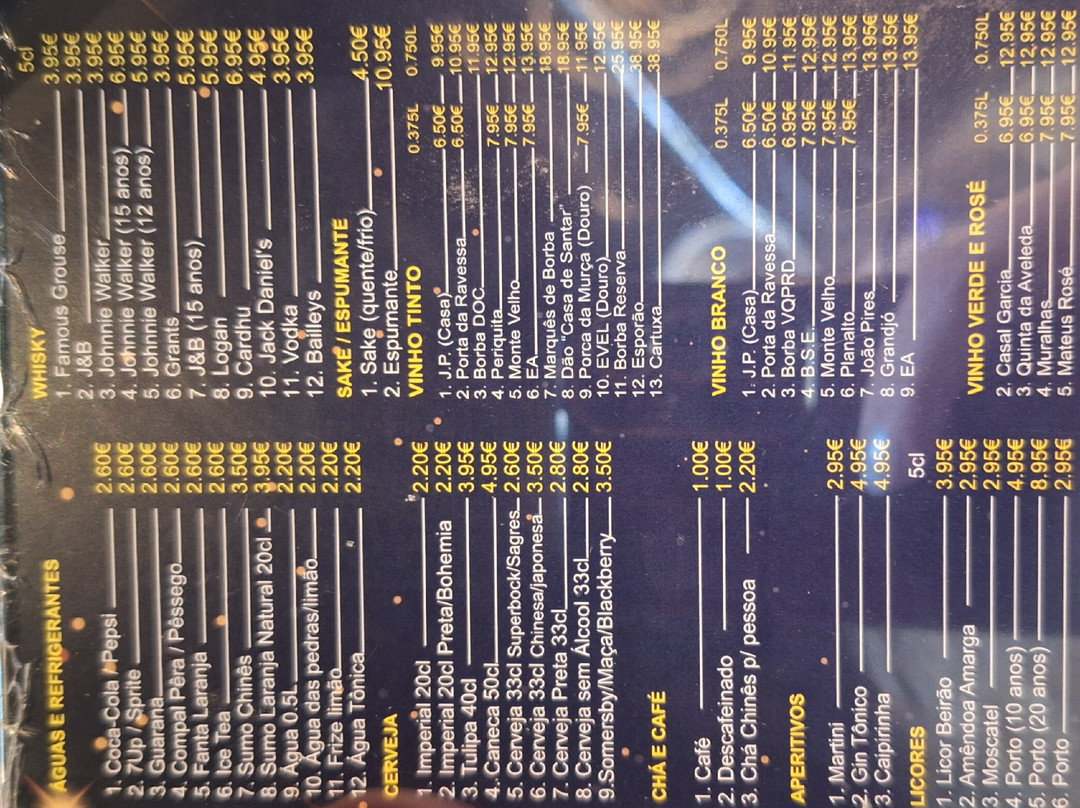 ÁGUAS E REFRIGERANTES
1. Coca-Cola / Pepsi 2.60€
2. 7Up / Sprite 2.60€
3. Guaraná 2.60€
4. Compal Pêra / Pêssego 2.60€
5. Fanta Laranja 2.60€
6. Ice Tea 2.60€
7. Sumo Chinês 3.50€
8. Sumo Laranja Natural 20cl 3.95€
9. Água 0.5L 2.20€
10. Água das pedras/limão 2.20€
11. Frize limão 2.20€
12. Água Tônica 2.20€
CERVEJA
1. Imperial 20cl 2.20€
2. Imperial 20cl Preta/Bohemia 2.20€
3. Tulipa 40cl 3.95€
4. Caneca 50cl 4.95€
5. Cerveja 33cl Superbock/Sagres 2.60€
6. Cerveja 33cl Chinesa/japonesa 3.50€
7. Cerveja Preta 33cl 2.80€
8. Cerveja sem Álcool 33cl 2.80€
9.Somersby/Maça/Blackberry 3.50€
CHÁ E CAFÉ
1. Café 1.00€
2. Descafeinado 1.00€
3. Chá Chinês p/ pessoa 2.20€
APERITIVOS
1. Martini 2.95€
2. Gin Tônico 4.95€
3. Caipirinha 4.95€
LICORES 5cl
1. Licor Beirão 3.95€
2. Amêndoa Amarga 2.95€
3. Moscatel 2.95€
4. Porto (10 anos) 4.95€
5. Porto (20 anos) 8.95€
6. Porto 2.95€
WHISKY 5cl
1 Famous Grouse 3.95€
2. J&B 3.95€
3. Johnnie Walker 3.95€
4. Johnnie Walker (15 anos) 6.95€
5. Johnnie Walker (12 anos) 5.95€
6. Grants 3.95€
7. J&B (15 anos) 5.95€
8. Logan 5.95€
9. Cardhu 6.95€
10. Jack Daniel's 4.95€
11. Vodka 3.95€
12. Baileys 3.95€
SAKÉ / ESPUMANTE
1. Sake (quente/frio) 4.50€
2. Espumante 10.95€
VINHO TINTO 0.375L 0.750L
1. J.P. (Casa) 6.50€ 9.95€
2. Porta da Ravessa 6.50€ 10.99€
3. Borba DOC 11.95€
4. Periquita 7.95€ 12.95€
5. Monte Velho 7.95€ 11.95€
6. EA 7.95€ 13.95€
7. Marquês de Borba 18.95€
8. Dão "Casa de Santar" 18.95€
9. Porca da Murça (Douro) 7.95€ 11.95€
10. EVEL (Douro) 12.95€
11. Borba Reserva 25.95€
12. Esporão 38.95€
13. Cartuxa 38.95€
VINHO BRANCO 0.375L 0.750L
1. J.P. (Casa) 6.50€ 9.95€
2. Porta da Ravessa 6.50€ 10.95€
3. Borba VQPRD 6.95€ 11.95€
4. B.S.E. 7.95€ 12.95€
5. Monte Velho 7.95€ 11.95€
6. Planalto 7.95€ 13.95€
7. João Pires 13.95€
8. Grandjó 13.95€
9. EA 13.95€
VINHO VERDE E ROSÉ 0.375L 0.750L
2. Casal Garcia 6.95€ 12.95€
3. Quinta da Aveleda 6.95€ 12,95€
4. Muralhas 7.95€ 12.95€
5. Mateus Rosé 7.95€ 12.95€